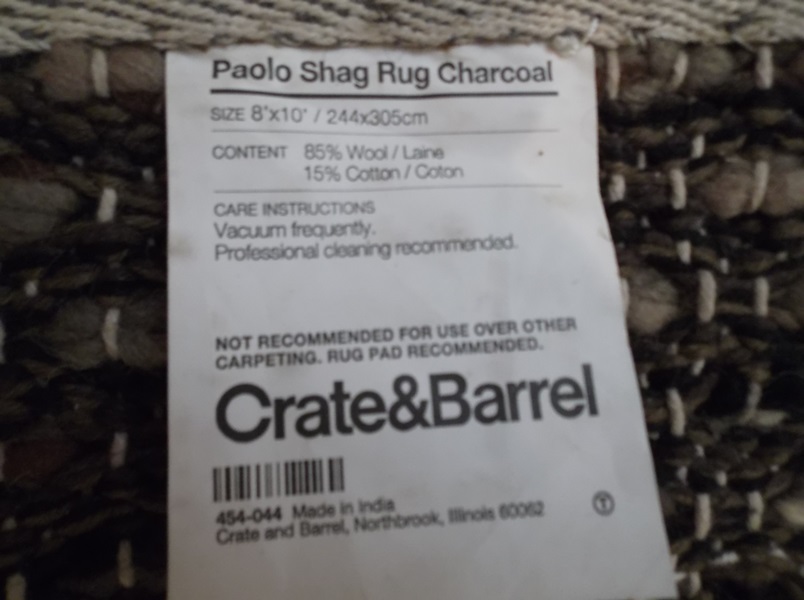 Paolo Shag Rug Charcoal
SIZE 8'x10' / 244x305cm
CONTENT 85% Wool / Laine
15% Cotton / Coton
CARE INSTRUCTIONS
Vacuum frequently.
Professional cleaning recommended.
NOT RECOMMENDED FOR USE OVER OTHER
CARPETING. RUG PAD RECOMMENDED.
Crate&Barrel
454-044 Made in India
Crate and Barrel, Northbrook, Illinois 60062
T